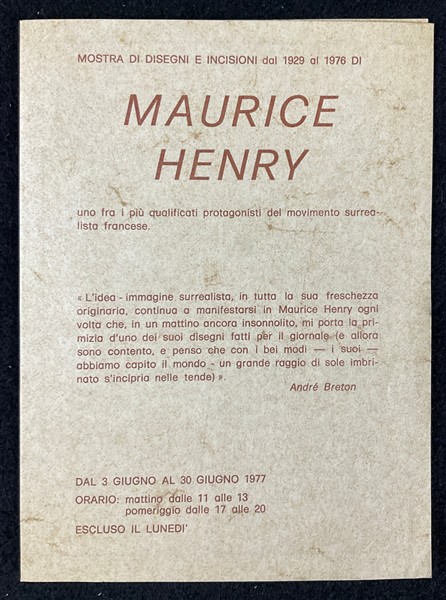 MOSTRA DI DISEGNI E INCISIONI dal 1929 al 1976 DI
MAURICE
HENRY
uno fra i più qualificati protagonisti del movimento surrea-
lista francese.
« L'idea - immagine surrealista, in tutta la sua freschezza
originaria, continua a manifestarsi in Maurice Henry ogni
volta che, in un mattino ancora insonnolito, mi porta la pri-
mizia d'uno dei suoi disegni fatti per il giornale (e allora
sono contento, e penso che con i bei modi — i suoi —
abbiamo capito il mondo - un grande raggio di sole imbri-
nato s'incipria nelle tende) ».
André Breton
DAL 3 GIUGNO AL 30 GIUGNO 1977
ORARIO: mattino dalle 11 alle 13
pomeriggio dalle 17 alle 20
ESCLUSO IL LUNEDI'